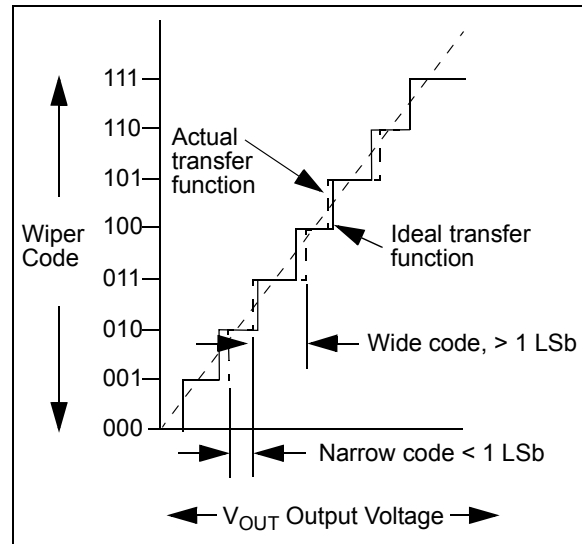 111
110
101
100
011
010
001
000
Wiper
Code
Actual
transfer
function
Ideal transfer
function
Wide code, > 1 LSb
Narrow code < 1 LSb
VOUT Output Voltage